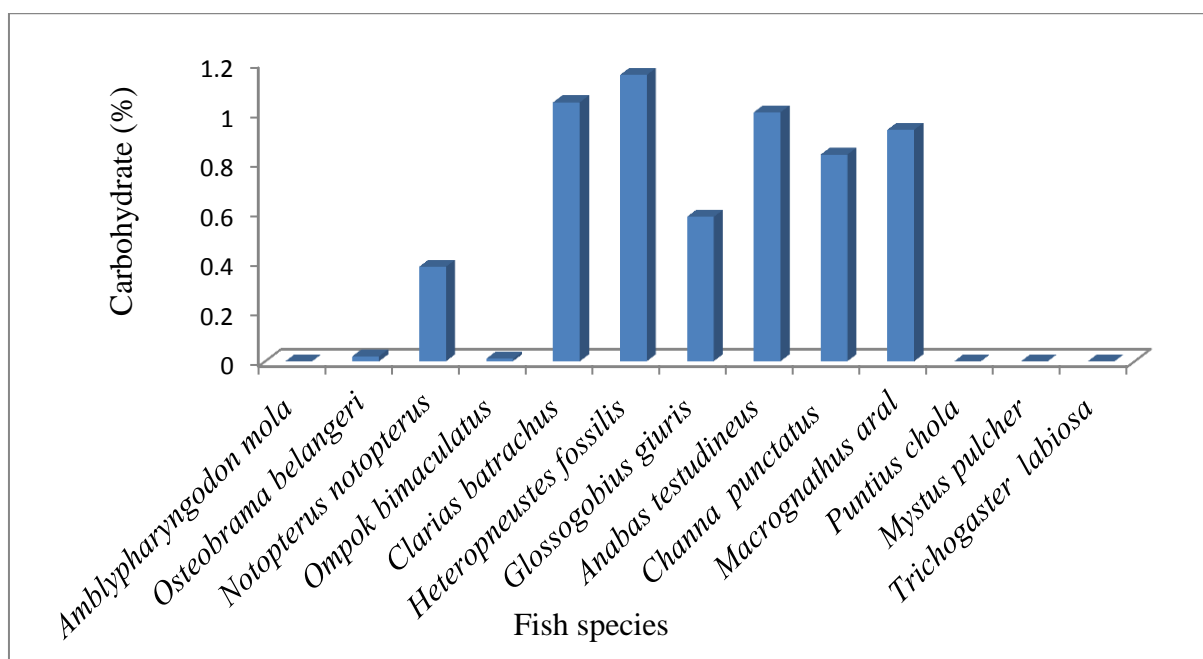 Carbohydrate (%)
1.2
1
0.8
0.6
0.4
0.2
0
Amblypharyngodon mola
Osteobrama belangeri
Notopterus notopterus
Ompok bimaculatus
Clarias batrachus
Heteropneustes fossilis
Glossogobius giuris
Anabas testudineus
Channa punctatus
Macrognathus aral
Puntius chola
Mystus pulcher
Trichogaster labiosa
Fish species